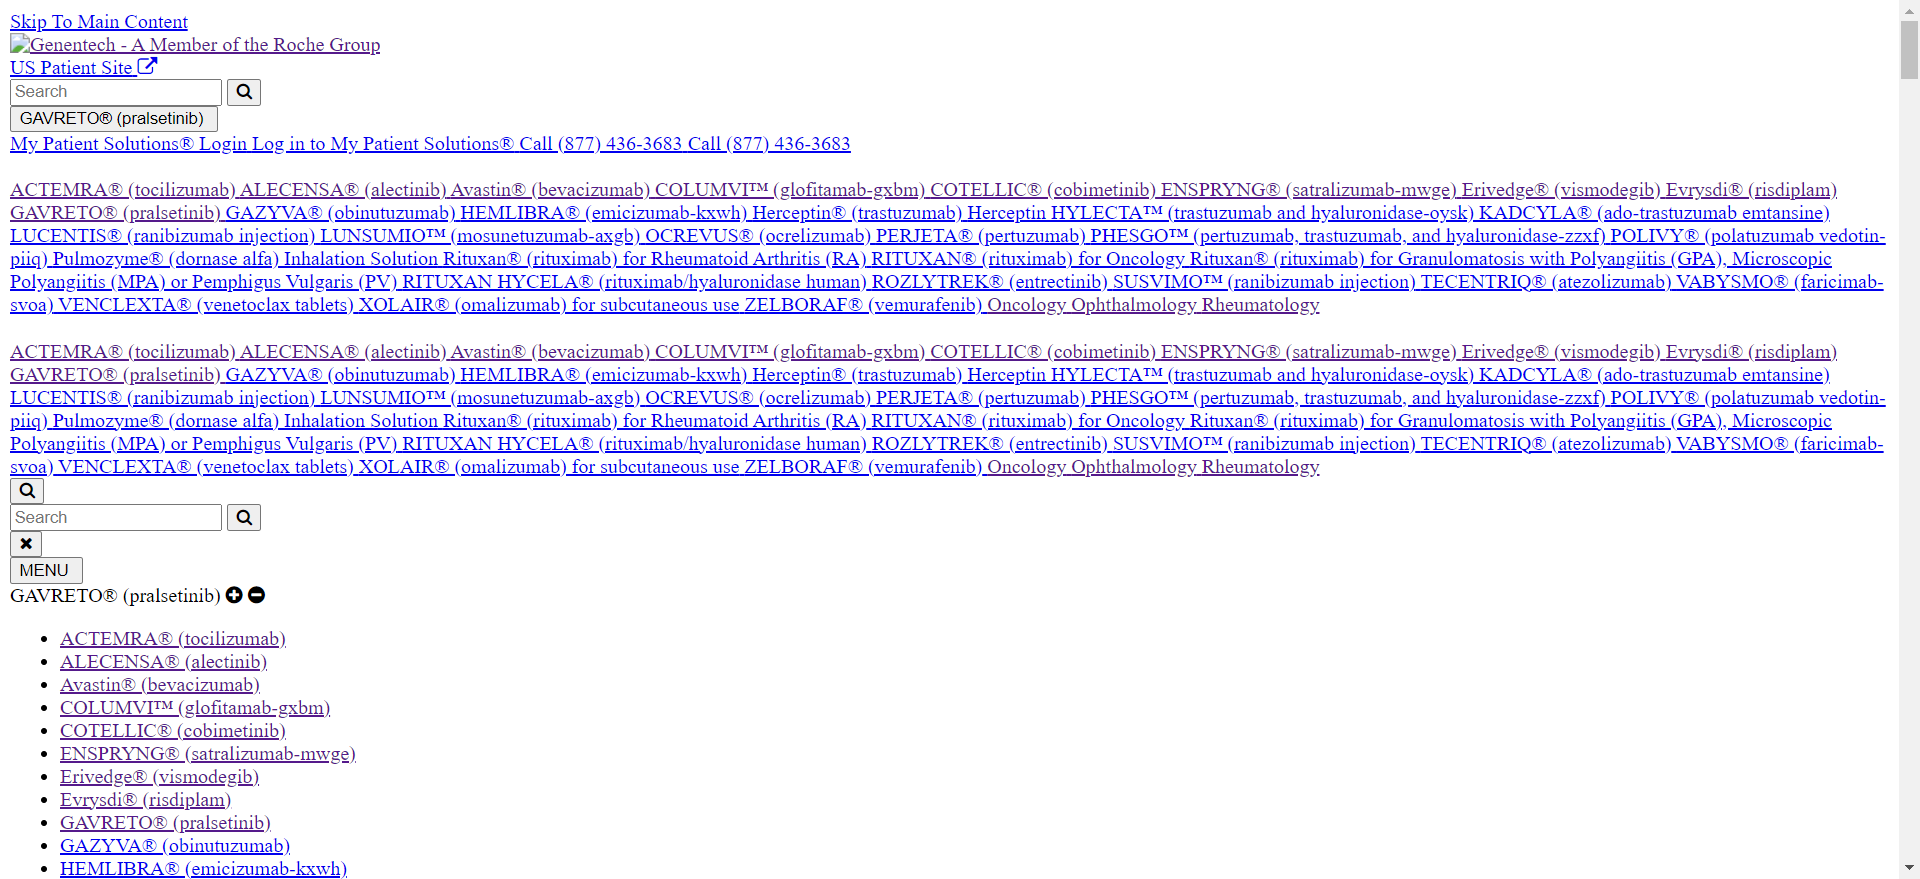 Skip To Main Content
Genentech - A Member of the Roche Group
US Patient Site
Search
GAVRETO® (pralsetinib)
My Patient Solutions® Login Log in to My Patient Solutions® Call (877) 436-3683 Call (877) 436-3683
ACTEMRA® (tocilizumab) ALECENSA® (alectinib) Avastin® (bevacizumab) COLUMVI™ (glofitamab-gxbm) COTELLIC® (cobimetinib) ENSPRYNG® (satralizumab-mwge) Erivedge® (vismodegib) Evrysdi® (risdiplam)
GAVRETO® (pralsetinib) GAZYVA® (obinutuzumab) HEMLIBRA® (emicizumab-kxwh) Herceptin® (trastuzumab) Herceptin HYLECTA™ (trastuzumab and hyaluronidase-oysk) KADCYLA® (ado-trastuzumab emtansine)
LUCENTIS® (ranibizumab injection) LUNSUMIO™ (mosunetuzumab-axgb) OCREVUS® (ocrelizumab) PERJETA® (pertuzumab) PHESGO™ (pertuzumab, trastuzumab, and hyaluronidase-zzxf) POLIVY® (polatuzumab vedotin-
piiq) Pulmozyme® (dornase alfa) Inhalation Solution Rituxan® (rituximab) for Rheumatoid Arthritis (RA) RITUXAN® (rituximab) for Oncology Rituxan® (rituximab) for Granulomatosis with Polyangiitis (GPA), Microscopic
Polyangiitis (MPA) or Pemphigus Vulgaris (PV) RITUXAN HYCELA® (rituximab/hyaluronidase human) ROZLYTREK® (entrectinib) SUSVIMO™ (ranibizumab injection) TECENTRIQ® (atezolizumab) VABYSMO® (faricimab-
svoa) VENCLEXTA® (venetoclax tablets) XOLAIR® (omalizumab) for subcutaneous use ZELBORAF® (vemurafenib) Oncology Ophthalmology Rheumatology
ACTEMRA® (tocilizumab) ALECENSA® (alectinib) Avastin® (bevacizumab) COLUMVI™ (glofitamab-gxbm) COTELLIC® (cobimetinib) ENSPRYNG® (satralizumab-mwge) Erivedge® (vismodegib) Evrysdi® (risdiplam)
GAVRETO® (pralsetinib) GAZYVA® (obinutuzumab) HEMLIBRA® (emicizumab-kxwh) Herceptin® (trastuzumab) Herceptin HYLECTA™ (trastuzumab and hyaluronidase-oysk) KADCYLA® (ado-trastuzumab emtansine)
LUCENTIS® (ranibizumab injection) LUNSUMIO™ (mosunetuzumab-axgb) OCREVUS® (ocrelizumab) PERJETA® (pertuzumab) PHESGO™ (pertuzumab, trastuzumab, and hyaluronidase-zzxf) POLIVY® (polatuzumab vedotin-
piiq) Pulmozyme® (dornase alfa) Inhalation Solution Rituxan® (rituximab) for Rheumatoid Arthritis (RA) RITUXAN® (rituximab) for Oncology Rituxan® (rituximab) for Granulomatosis with Polyangiitis (GPA), Microscopic
Polyangiitis (MPA) or Pemphigus Vulgaris (PV) RITUXAN HYCELA® (rituximab/hyaluronidase human) ROZLYTREK® (entrectinib) SUSVIMO™ (ranibizumab injection) TECENTRIQ® (atezolizumab) VABYSMO® (faricimab-
svoa) VENCLEXTA® (venetoclax tablets) XOLAIR® (omalizumab) for subcutaneous use ZELBORAF® (vemurafenib) Oncology Ophthalmology Rheumatology
Search
MENU
GAVRETO® (pralsetinib)
ACTEMRA® (tocilizumab)
ALECENSA® (alectinib)
Avastin® (bevacizumab)
COLUMVI™ (glofitamab-gxbm)
COTELLIC® (cobimetinib)
ENSPRYNG® (satralizumab-mwge)
Erivedge® (vismodegib)
Evrysdi® (risdiplam)
GAVRETO® (pralsetinib)
GAZYVA® (obinutuzumab)
HEMLIBRA® (emicizumab-kxwh)